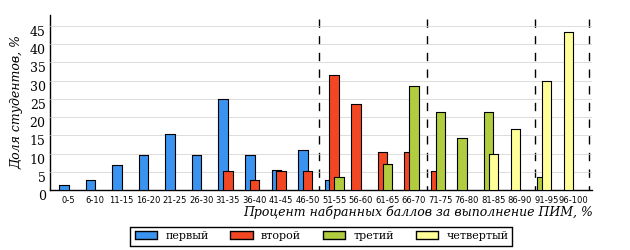 Доля студентов, %
45
40
35
30
25
20
15
10
5
0
0-5 6-10 11-15 16-20 21-25 26-30 31-35 36-40 41-45 46-50 51-55 56-60 61-65 66-70 71-75 76-80 81-85 86-90 91-95 96-100
Процент набранных баллов за выполнение ПИМ, %
первый второй третий четвертый